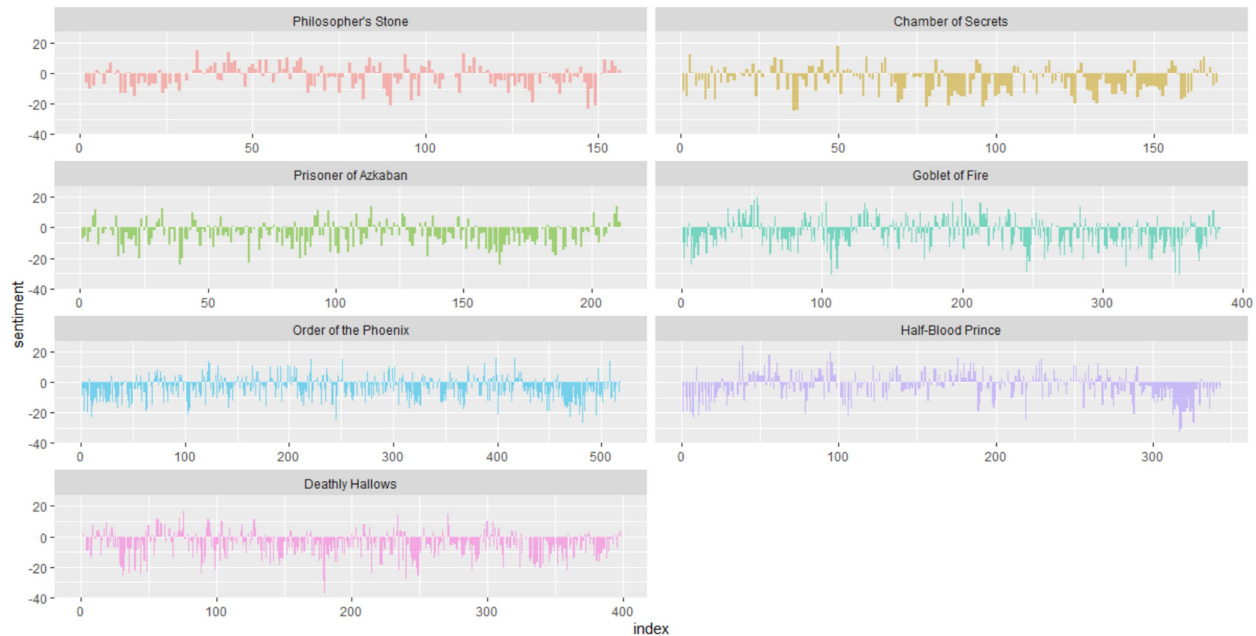 Philosopher's Stone
Chamber of Secrets
20
0
-20
-40
0 50 100 150
0 50 100 150
Prisoner of Azkaban
Goblet of Fire
20
0
-20
-40
0 50 100 150 200
0 100 200 300 400
sentiment
Order of the Phoenix
Half-Blood Prince
20
0
-20
-40
0 100 200 300 400 500
0 100 200 300
Deathly Hallows
20
0
-20
-40
0 100 200 300 400
index